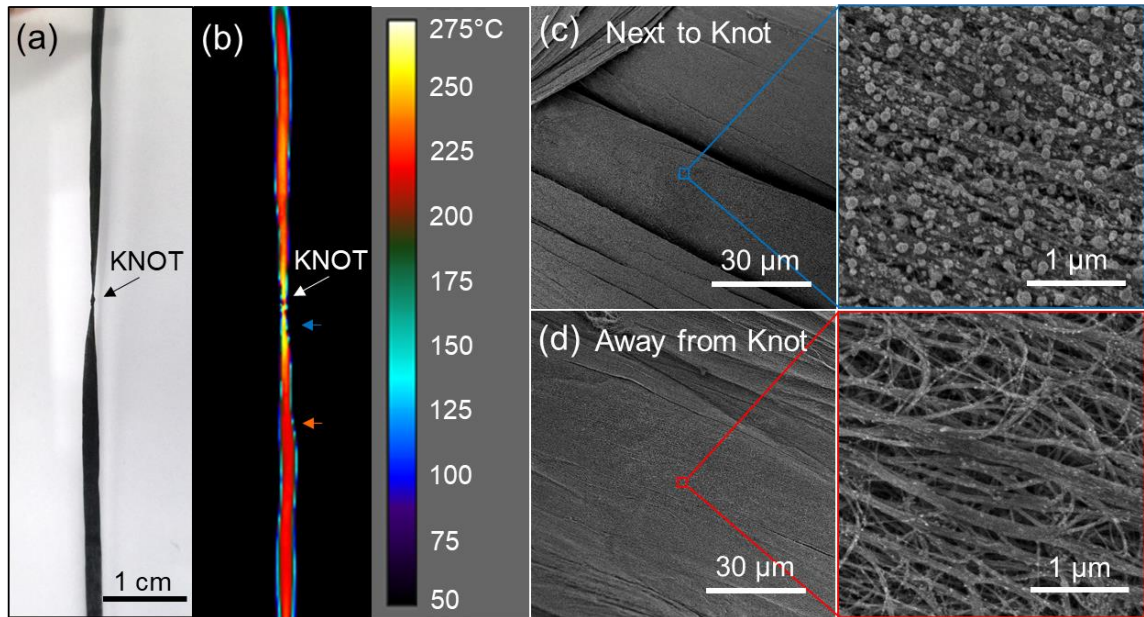 (a)
KNOT
1 cm
(b)
KNOT
275°C
250
225
200
175
150
125
100
75
50
(c) Next to Knot
30 µm
1 µm
(d) Away from Knot
30 µm
1 µm